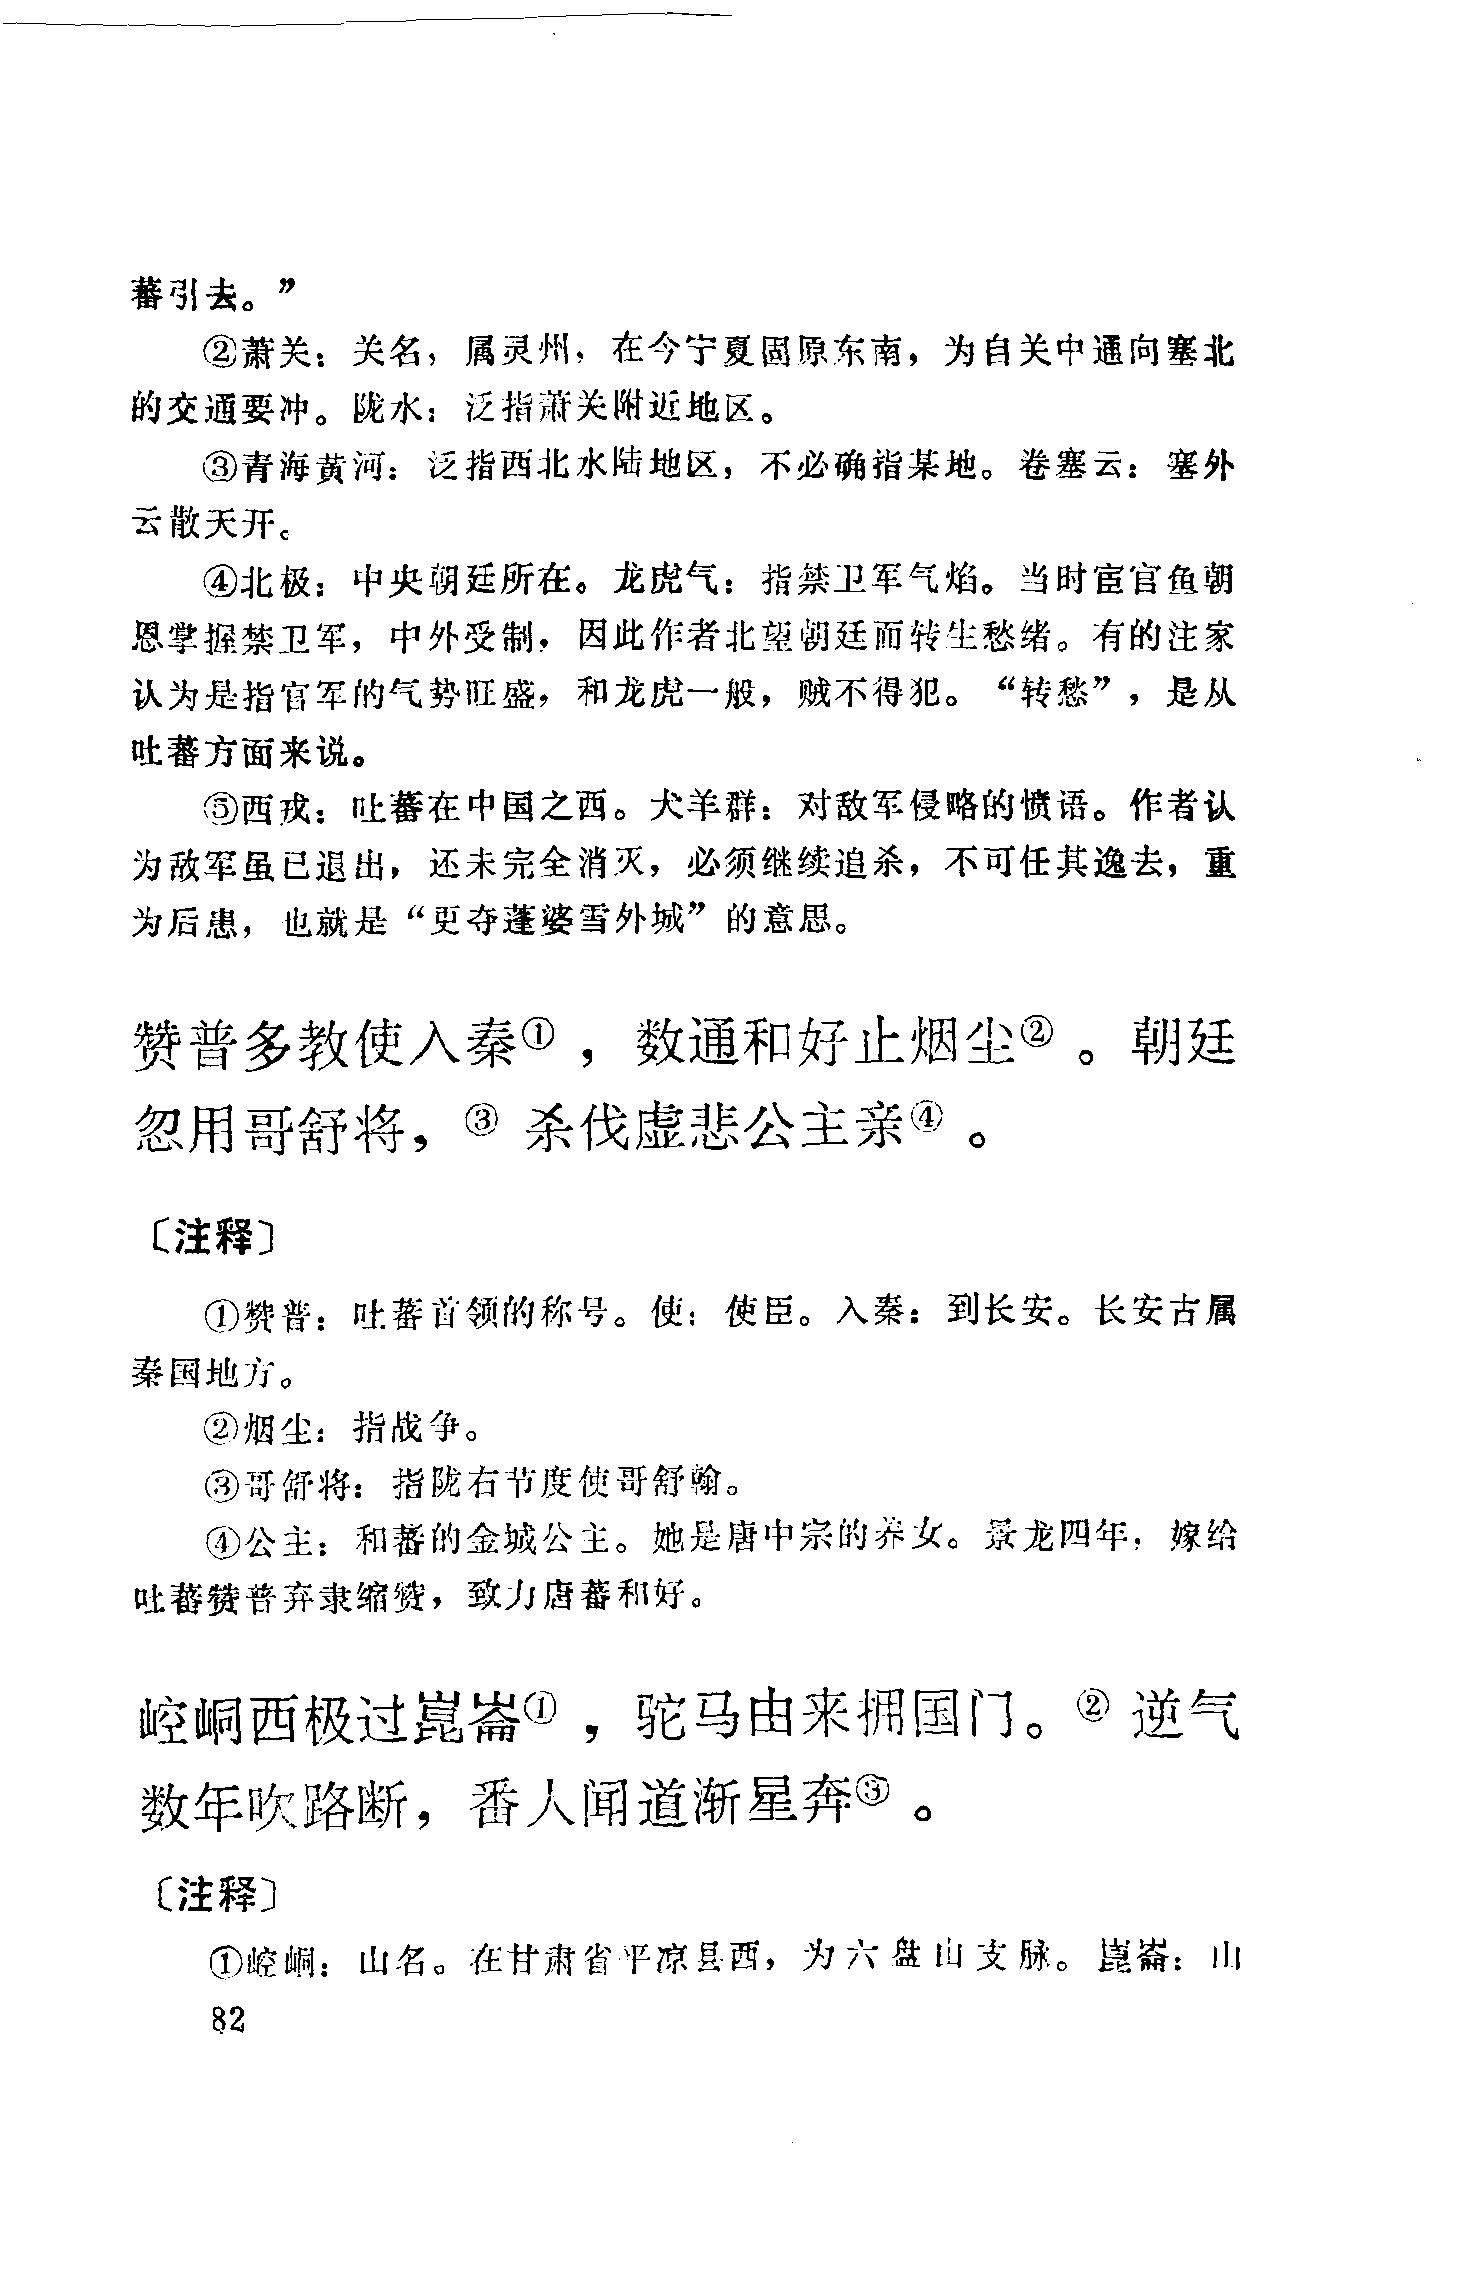 蕃引去。”
②萧关：关名，属灵州，在今宁夏固原东南，为自关中通向塞北
的交通要冲。陇水：泛指萧关附近地区。
③青海黄河：泛指西北水陆地区，不必确指某地。卷塞云：塞外
云散天开。
④北极：中央朝廷所在。龙虎气：指禁卫军气焰。当时宦官鱼朝
恩掌握禁卫军，中外受制，因此作者北望朝廷而转生愁绪。有的注家
认为是指官军的气势旺盛，和龙虎一般，贼不得犯。“转愁”，是从
吐蕃方面来说。
⑤西戎：吐蕃在中国之西。犬羊群：对敌军侵略的愤语。作者认
为敌军虽已退出，还未完全消灭，必须继续追杀，不可任其逸去，重
为后患，也就是“更夺蓬婆雪外城”的意思。
赞普多教使入秦①，数通和好止烟尘②。朝廷
忽用哥舒将，③杀伐虚悲公主亲④。
〔注释〕
①赞普：吐蕃首领的称号。使：使臣。入秦：到长安。长安古属
秦国地方。
②烟尘：指战争。
③哥舒将：指陇右节度使哥舒翰。
④公主：和蕃的金城公主。她是唐中宗的养女。景龙四年，嫁给
吐蕃赞普弃隶缩赞，致力唐蕃和好。
崆峒西极过崑崙①，驼马由来拥国门。②逆气
数年吹路断，番人闻道渐星奔③。
〔注释〕
①崆峒：山名。在甘肃省平凉县西，为六盘山支脉。崑崙：山
82